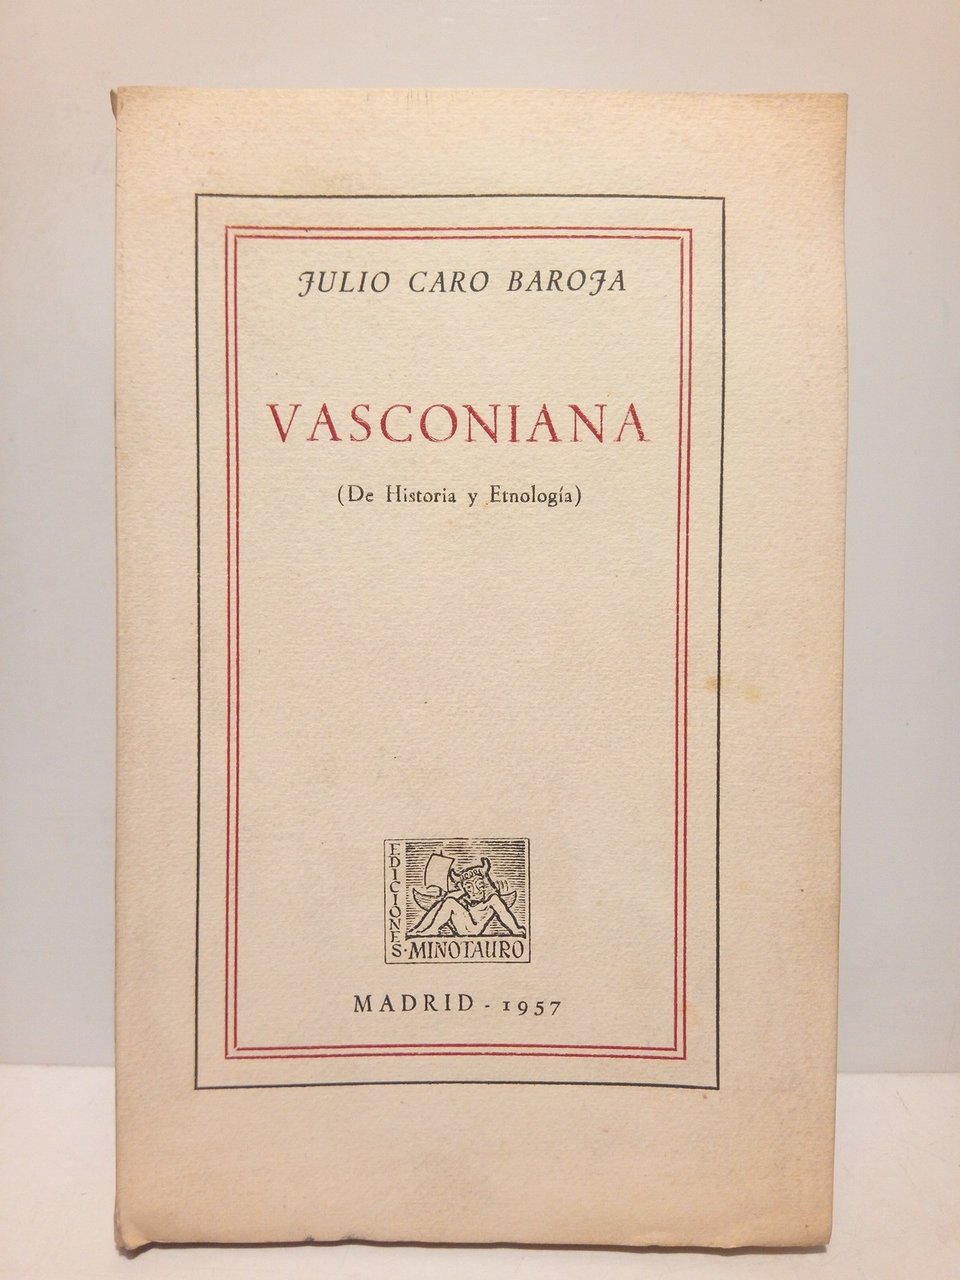 JULIO CARO BAROJA
VASCONIANA
(De Historia y Etnología)
EDICIONES
·MINOTAURO
MADRID - 1957